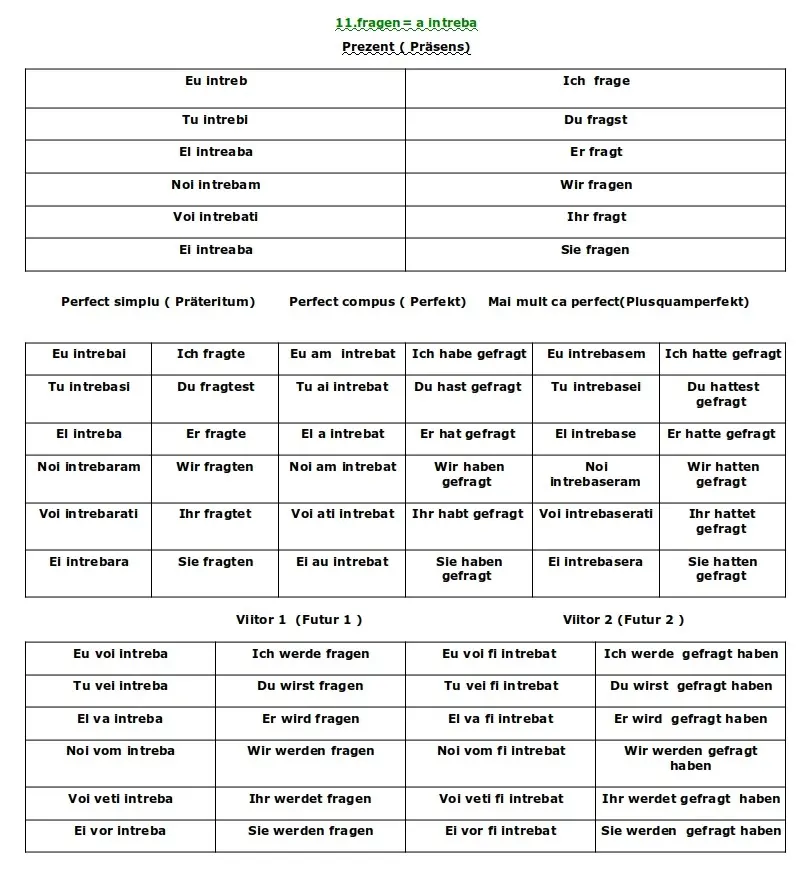 11.fragen= a intreba
Prezent ( Präsens)
Eu intreb Ich frage
Tu intrebi Du fragst
El intreaba Er fragt
Noi intrebam Wir fragen
Voi intrebati Ihr fragt
Ei intreaba Sie fragen
Perfect simplu ( Präteritum) Perfect compus ( Perfekt) Mai mult ca perfect(Plusquamperfekt)
Eu intrebai Ich fragte Eu am intrebat Ich habe gefragt Eu intrebasem Ich hatte gefragt
Tu intrebasi Du fragtest Tu ai intrebat Du hast gefragt Tu intrebasei Du hattest
gefragt
El intreba Er fragte El a intrebat Er hat gefragt El intrebase Er hatte gefragt
Noi intrebaram Wir fragten Noi am intrebat Wir haben Noi Wir hatten
gefragt intrebaseram gefragt
Voi intrebarati Ihr fragtet Voi ati intrebat Ihr habt gefragt Voi intrebaserati Ihr hattet
gefragt
Ei intrebara Sie fragten Ei au intrebat Sie haben Ei intrebasera Sie hatten
gefragt gefragt
Viitor 1 (Futur 1 ) Viitor 2 (Futur 2 )
Eu voi intreba Ich werde fragen Eu voi fi intrebat Ich werde gefragt haben
Tu vei intreba Du wirst fragen Tu vei fi intrebat Du wirst gefragt haben
El va intreba Er wird fragen El va fi intrebat Er wird gefragt haben
Noi vom intreba Wir werden fragen Noi vom fi intrebat Wir werden gefragt
haben
Voi veti intreba Ihr werdet fragen Voi veti fi intrebat Ihr werdet gefragt haben
Ei vor intreba Sie werden fragen Ei vor fi intrebat Sie werden gefragt haben